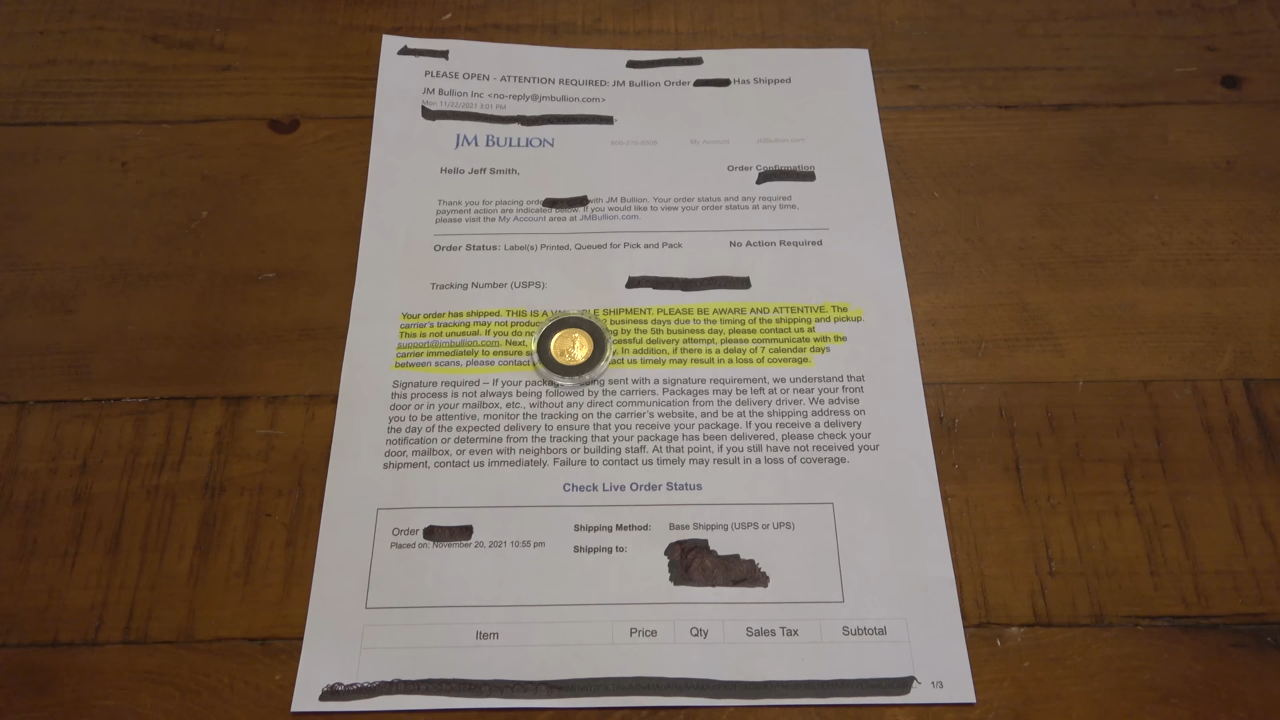 PLEASE OPEN - ATTENTION REQUIRED: JM Bullion Order Has Shipped
JM Bullion Inc <no-reply@jmbullion.com>
Mon 11/22/2021 3:01 PM
JM BULLION
My Account
JMBullion.com
Hello Jeff Smith,
Order Confirmation
Thank you for placing with JM Bullion. Your order status and any required
payment action are indicated below. If you would like to view your order status at any time,
please visit the My Account area at JMBullion.com.
Order Status: Label(s) Printed, Queued for Pick and Pack
No Action Required
Tracking Number (USPS):
Your order has shipped. THIS IS A SHIPMENT. PLEASE BE AWARE AND ATTENTIVE. The
carrier's tracking may not business days due to the timing of the shipping and pickup.
This is not unusual. If you do by the 5th business day, please contact us at
support@jmbullion.com. Next, delivery attempt, please communicate with the
carrier immediately to ensure In addition, if there is a delay of 7 calendar days
between scans, please contact us timely may result in a loss of coverage.
Signature required – If your sent with a signature requirement, we understand that
this process is not always being followed by the carriers. Packages may be left at or near your front
door or in your mailbox, etc., without any direct communication from the delivery driver. We advise
you to be attentive, monitor the tracking on the carrier's website, and be at the shipping address on
the day of the expected delivery to ensure that you receive your package. If you receive a delivery
notification or determine from the tracking that your package has been delivered, please check your
door, mailbox, or even with neighbors or building staff. At that point, if you still have not received your
shipment, contact us immediately. Failure to contact us timely may result in a loss of coverage.
Check Live Order Status
Order
Placed on: November 20, 2021 10:55 pm
Shipping Method: Base Shipping (USPS or UPS)
Shipping to:
Item Price Qty Sales Tax Subtotal
1/3